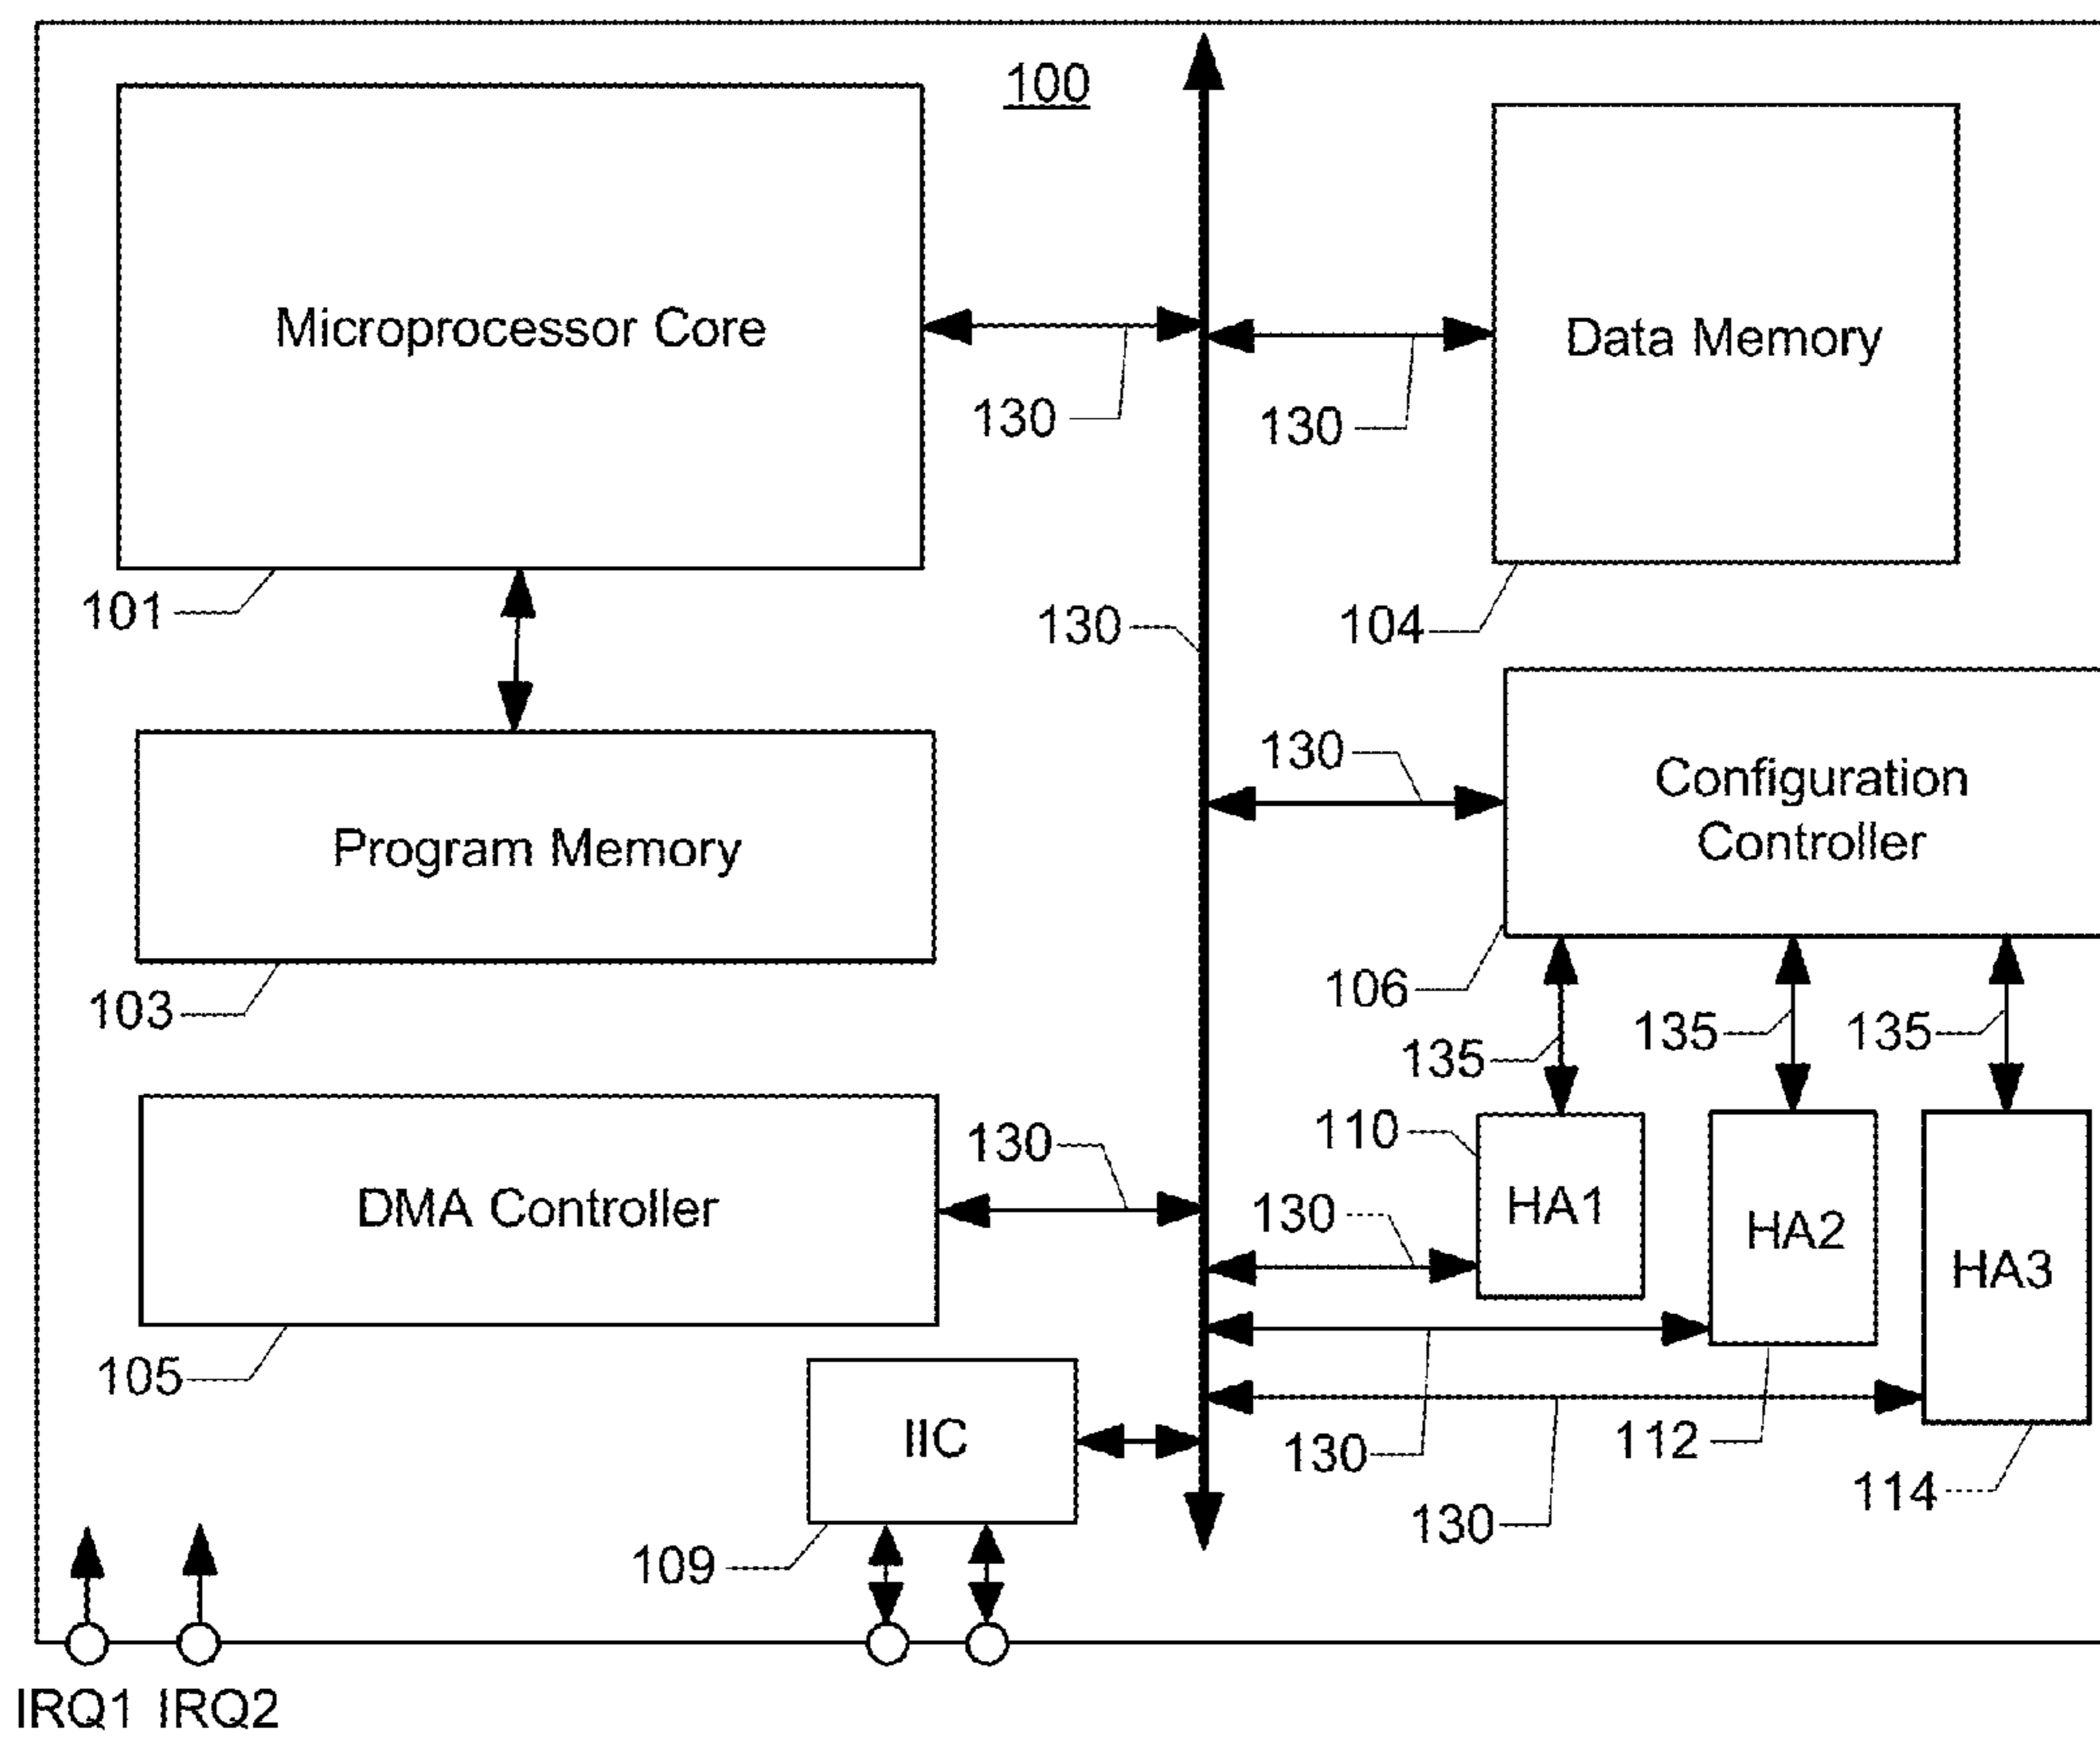 100
Microprocessor Core
Data Memory
130
130
101
130
104
130
Configuration
Controller
Program Memory
103
106
135
135
135
130
110
HA1
HA2
HA3
DMA Controller
130
105
IIC
130
112
114
130
109
IRQ1 IRQ2